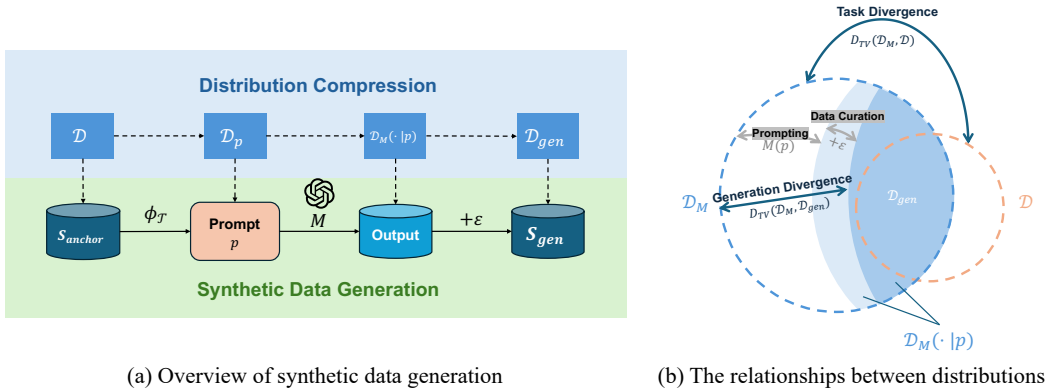 Distribution Compression
𝒟
𝒟ₚ
𝒟_M(· |p)
𝒟_gen
S_anchor
ϕ_𝒯
Prompt
p
M
Output
+ε
S_gen
Synthetic Data Generation
(a) Overview of synthetic data generation
Task Divergence
D_TV(𝒟_M, 𝒟)
Data Curation
+ε
Prompting
M(p)
Generation Divergence
D_TV(𝒟_M, 𝒟_gen)
𝒟_M
𝒟_gen
𝒟
𝒟_M(· |p)
(b) The relationships between distributions